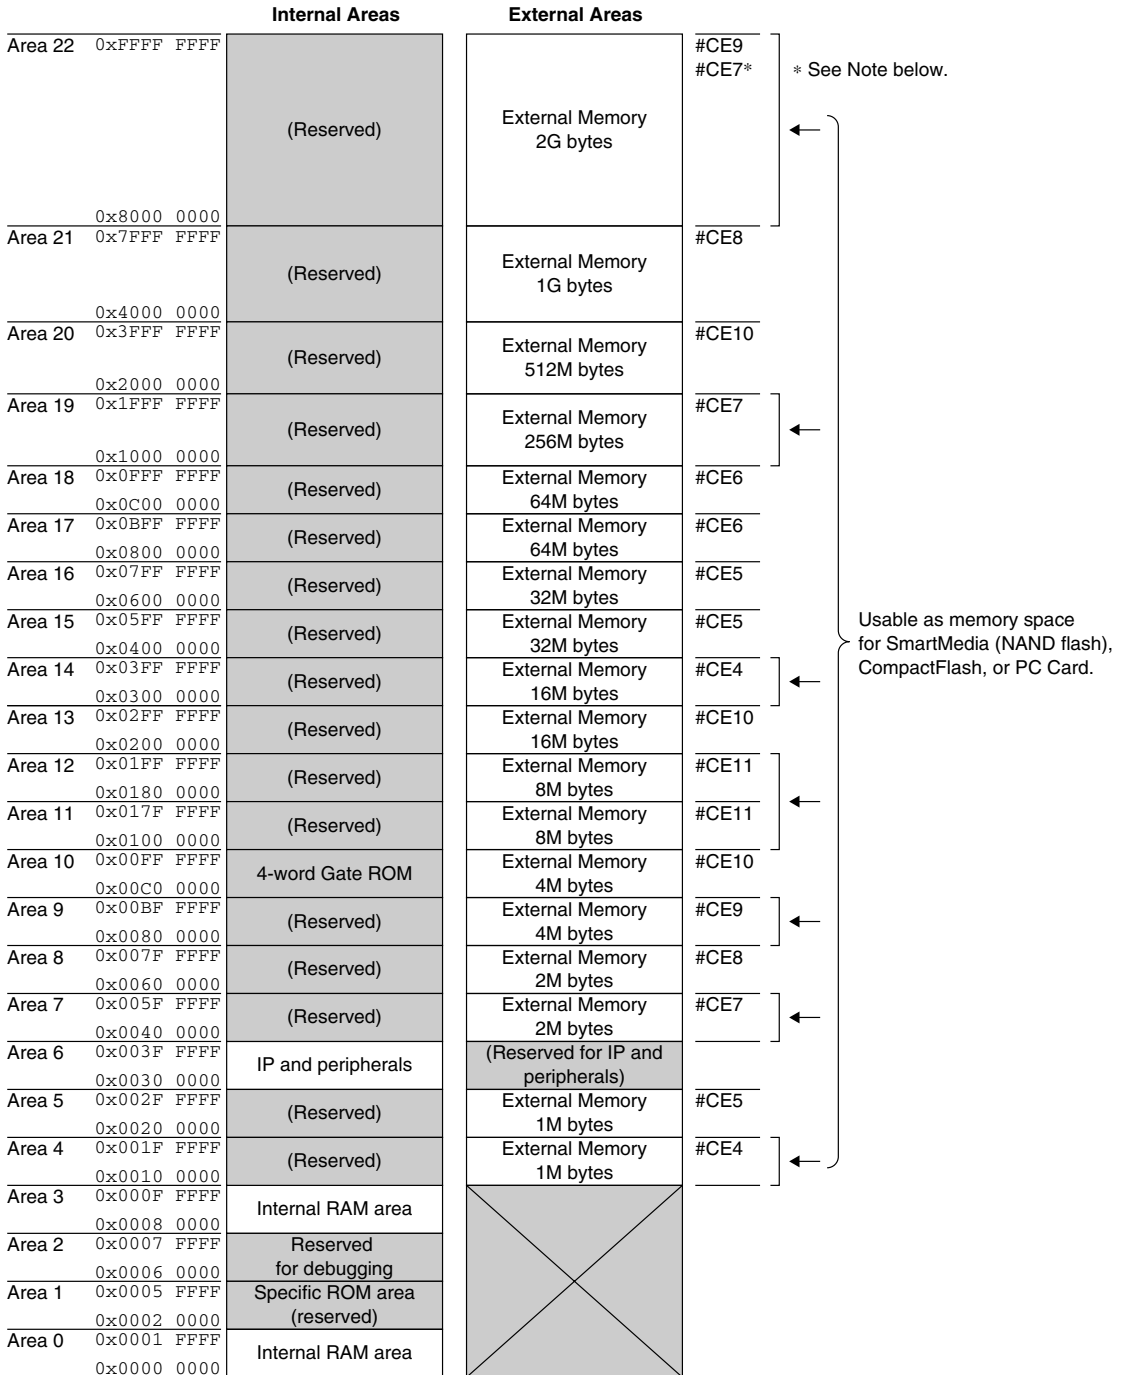 Internal Areas External Areas
Area 22 0xFFFF FFFF #CE9
#CE7* * See Note below.
(Reserved) External Memory
2G bytes
0x8000 0000
Area 21 0x7FFF FFFF #CE8
(Reserved) External Memory
1G bytes
0x4000 0000
Area 20 0x3FFF FFFF #CE10
(Reserved) External Memory
512M bytes
0x2000 0000
Area 19 0x1FFF FFFF #CE7
(Reserved) External Memory
256M bytes
0x1000 0000
Area 18 0x0FFF FFFF External Memory #CE6
(Reserved)
0x0C00 0000 64M bytes
Area 17 0x0BFF FFFF External Memory #CE6
(Reserved)
0x0800 0000 64M bytes
Area 16 0x07FF FFFF External Memory #CE5
(Reserved)
0x0600 0000 32M bytes
Area 15 0x05FF FFFF External Memory #CE5
(Reserved)
0x0400 0000 32M bytes
Usable as memory space
for SmartMedia (NAND flash),
CompactFlash, or PC Card.
Area 14 0x03FF FFFF External Memory #CE4
(Reserved)
0x0300 0000 16M bytes
Area 13 0x02FF FFFF External Memory #CE10
(Reserved)
0x0200 0000 16M bytes
Area 12 0x01FF FFFF External Memory #CE11
(Reserved)
0x0180 0000 8M bytes
Area 11 0x017F FFFF External Memory #CE11
(Reserved)
0x0100 0000 8M bytes
Area 10 0x00FF FFFF External Memory #CE10
4-word Gate ROM
0x00C0 0000 4M bytes
Area 9 0x00BF FFFF External Memory #CE9
(Reserved)
0x0080 0000 4M bytes
Area 8 0x007F FFFF External Memory #CE8
(Reserved)
0x0060 0000 2M bytes
Area 7 0x005F FFFF External Memory #CE7
(Reserved)
0x0040 0000 2M bytes
Area 6 0x003F FFFF (Reserved for IP and
IP and peripherals
0x0030 0000 peripherals)
Area 5 0x002F FFFF External Memory #CE5
(Reserved)
0x0020 0000 1M bytes
Area 4 0x001F FFFF External Memory #CE4
(Reserved)
0x0010 0000 1M bytes
Area 3 0x000F FFFF
Internal RAM area
0x0008 0000
Area 2 0x0007 FFFF Reserved
0x0006 0000 for debugging
Area 1 0x0005 FFFF Specific ROM area
0x0002 0000 (reserved)
Area 0 0x0001 FFFF
Internal RAM area
0x0000 0000